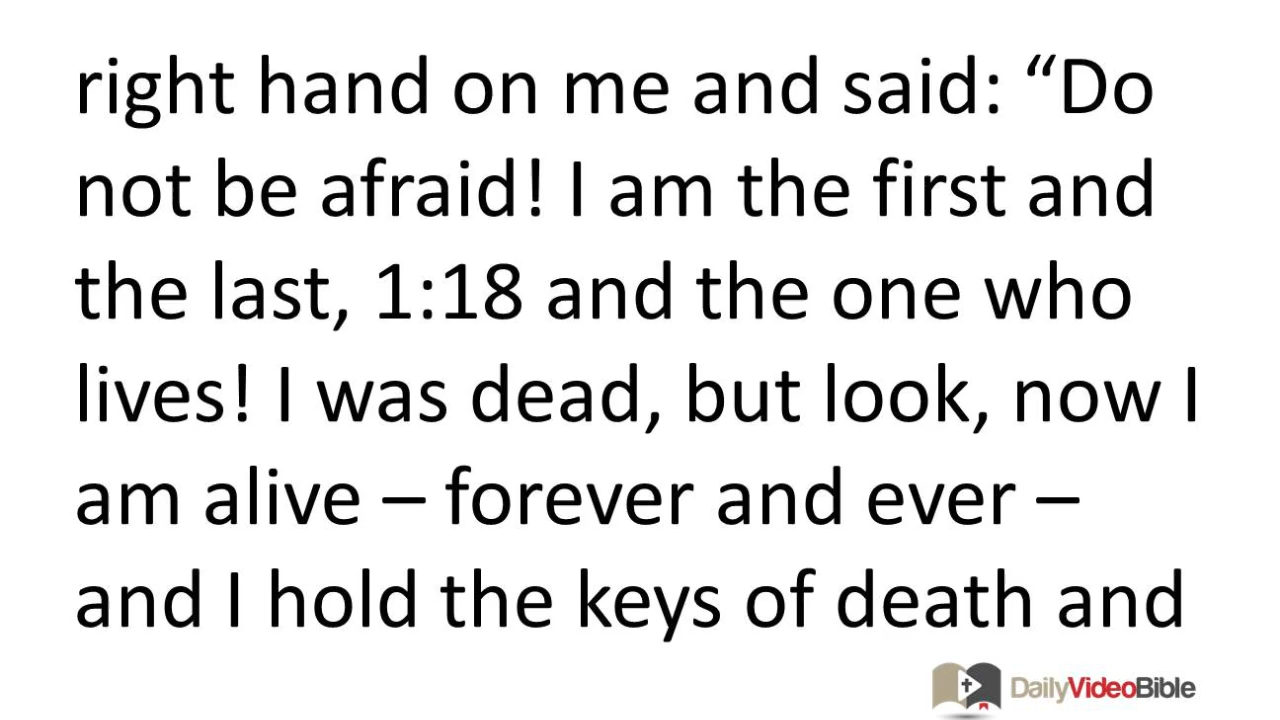 right hand on me and said: “Do
not be afraid! I am the first and
the last, 1:18 and the one who
lives! I was dead, but look, now I
am alive – forever and ever –
and I hold the keys of death and
DailyVideoBible